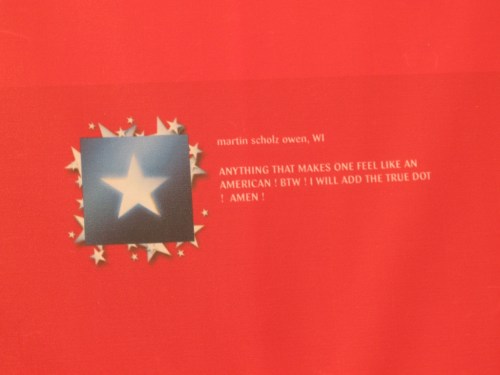 martin scholz owen, WI
ANYTHING THAT MAKES ONE FEEL LIKE AN
AMERICAN ! BTW ! I WILL ADD THE TRUE DOT
! AMEN !